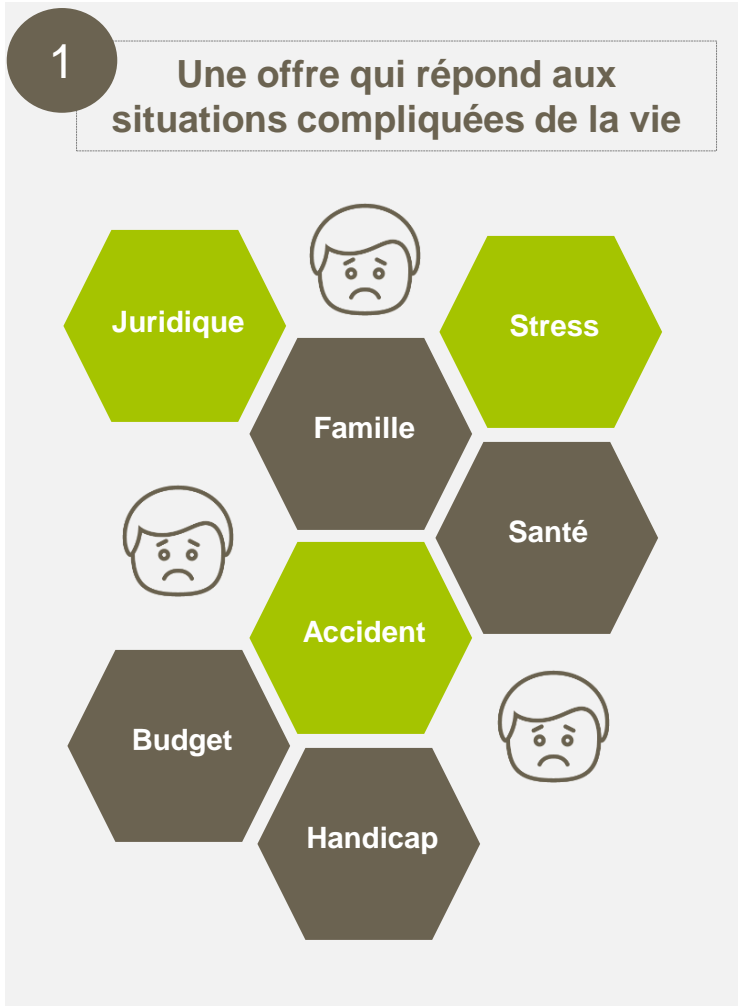 1
Une offre qui répond aux
situations compliquées de la vie
Juridique
Stress
Famille
Santé
Accident
Budget
Handicap